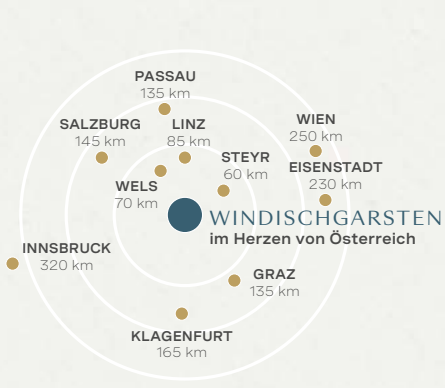 PASSAU
135 km
SALZBURG
145 km
LINZ
85 km
WIEN
250 km
STEYR
60 km
EISENSTADT
230 km
WELS
70 km
WINDISCHGARSTEN
im Herzen von Österreich
INNSBRUCK
320 km
GRAZ
135 km
KLAGENFURT
165 km